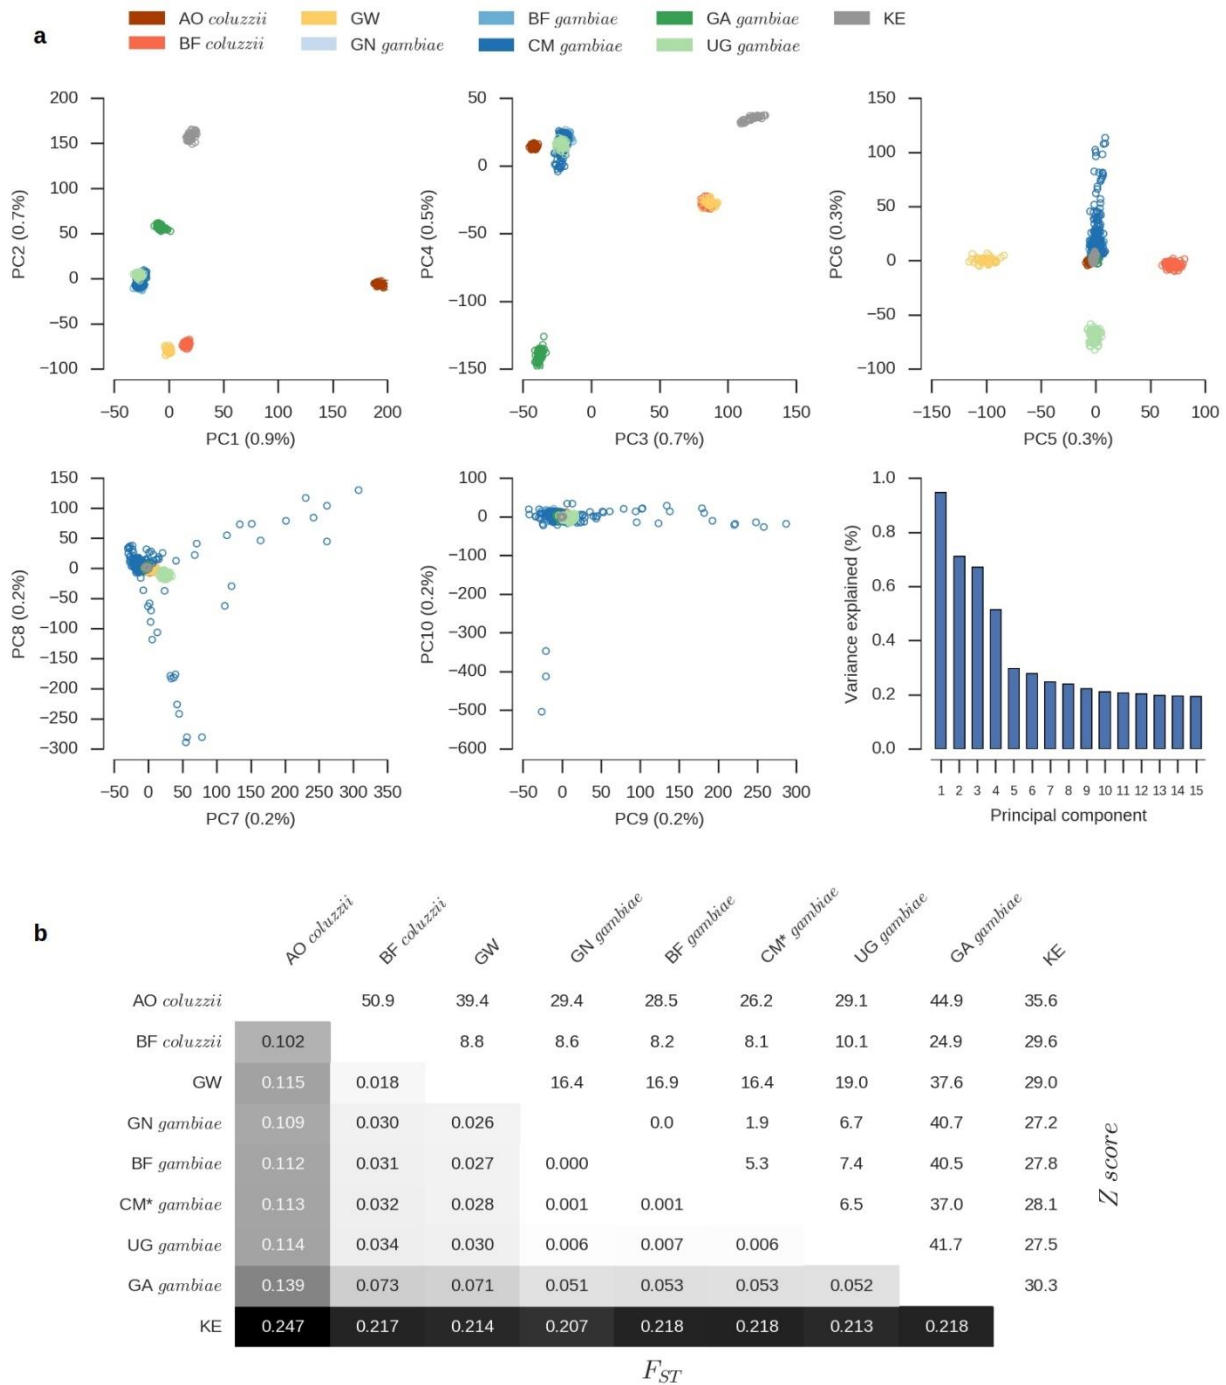 a
AO coluzzii
GW
BF gambiae
GA gambiae
KE
BF coluzzii
GN gambiae
CM gambiae
UG gambiae
200
150
100
50
0
−50
−100
PC2 (0.7%)
−50 0 50 100 150 200
PC1 (0.9%)
50
0
−50
−100
−150
PC4 (0.5%)
−50 0 50 100 150
PC3 (0.7%)
150
100
50
0
−50
−100
PC6 (0.3%)
−150 −100 −50 0 50 100
PC5 (0.3%)
150
100
50
0
−50
−100
−150
−200
−250
−300
PC8 (0.2%)
−50 0 50 100 150 200 250 300 350
PC7 (0.2%)
100
0
−100
−200
−300
−400
−500
−600
PC10 (0.2%)
−50 0 50 100 150 200 250 300
PC9 (0.2%)
1.0
0.8
0.6
0.4
0.2
0.0
Variance explained (%)
1 2 3 4 5 6 7 8 9 10 11 12 13 14 15
Principal component
b
AO coluzzii BF coluzzii GW GN gambiae BF gambiae CM* gambiae UG gambiae GA gambiae KE
AO coluzzii 50.9 39.4 29.4 28.5 26.2 29.1 44.9 35.6
BF coluzzii 0.102 8.8 8.6 8.2 8.1 10.1 24.9 29.6
GW 0.115 0.018 16.4 16.9 16.4 19.0 37.6 29.0
GN gambiae 0.109 0.030 0.026 0.0 1.9 6.7 40.7 27.2
BF gambiae 0.112 0.031 0.027 0.000 5.3 7.4 40.5 27.8
CM* gambiae 0.113 0.032 0.028 0.001 0.001 6.5 37.0 28.1
UG gambiae 0.114 0.034 0.030 0.006 0.007 0.006 41.7 27.5
GA gambiae 0.139 0.073 0.071 0.051 0.053 0.053 0.052 30.3
KE 0.247 0.217 0.214 0.207 0.218 0.218 0.213 0.218
Z score
F_ST